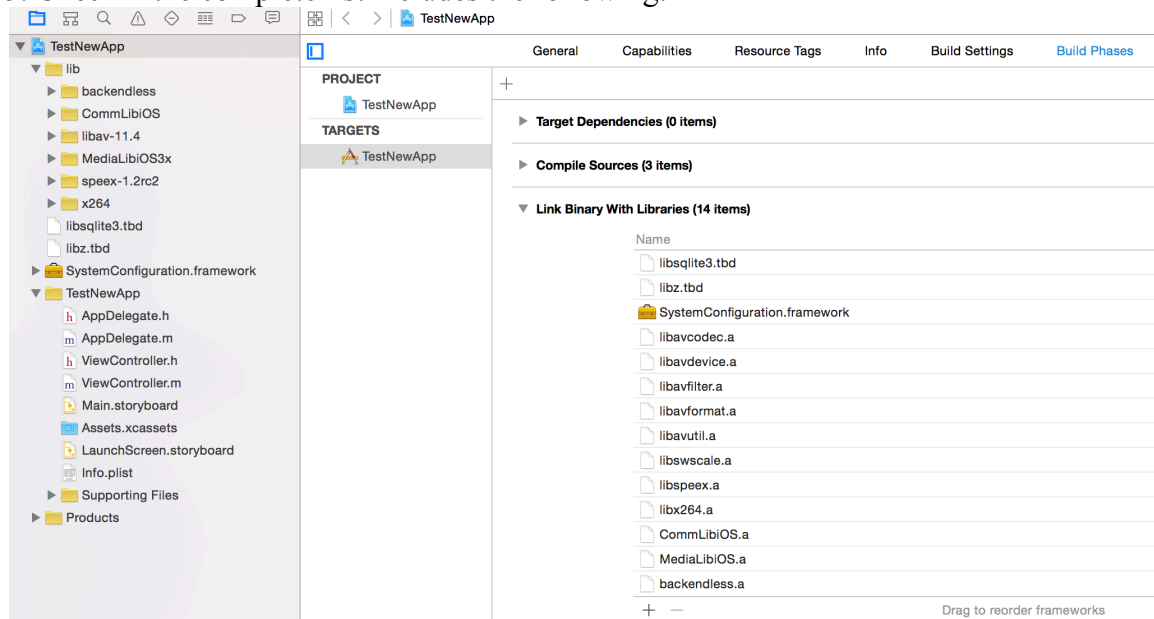 TestNewApp
TestNewApp
lib
backendless
CommLibiOS
libav-11.4
MediaLibiOS3x
speex-1.2rc2
x264
libsqlite3.tbd
libz.tbd
SystemConfiguration.framework
TestNewApp
h AppDelegate.h
m AppDelegate.m
h ViewController.h
m ViewController.m
Main.storyboard
Assets.xcassets
LaunchScreen.storyboard
Info.plist
Supporting Files
Products
PROJECT
TestNewApp
TARGETS
TestNewApp
General Capabilities Resource Tags Info Build Settings Build Phases
Target Dependencies (0 items)
Compile Sources (3 items)
Link Binary With Libraries (14 items)
Name
libsqlite3.tbd
libz.tbd
SystemConfiguration.framework
libavcodec.a
libavdevice.a
libavfilter.a
libavformat.a
libavutil.a
libswscale.a
libspeex.a
libx264.a
CommLibiOS.a
MediaLibiOS.a
backendless.a
Drag to reorder frameworks